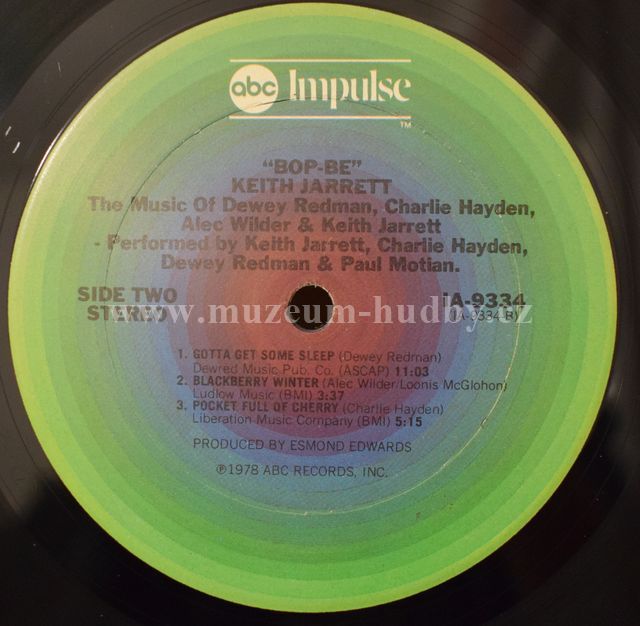 abc Impulse
TM
"BOP-BE"
KEITH JARRETT
The Music Of Dewey Redman, Charlie Hayden,
Alec Wilder & Keith Jarrett
- Performed by Keith Jarrett, Charlie Hayden,
Dewey Redman & Paul Motian.
SIDE TWO
STEREO
IA-9334
(IA-9334-B)
www.muzeum-hudby.cz
1. GOTTA GET SOME SLEEP (Dewey Redman)
Dewred Music Pub. Co. (ASCAP) 11:03
2. BLACKBERRY WINTER (Alec Wilder/Loonis McGlohon)
Ludlow Music (BMI) 3:37
3. POCKET FULL OF CHERRY (Charlie Hayden)
Liberation Music Company (BMI) 5:15
PRODUCED BY ESMOND EDWARDS
℗1978 ABC RECORDS, INC.